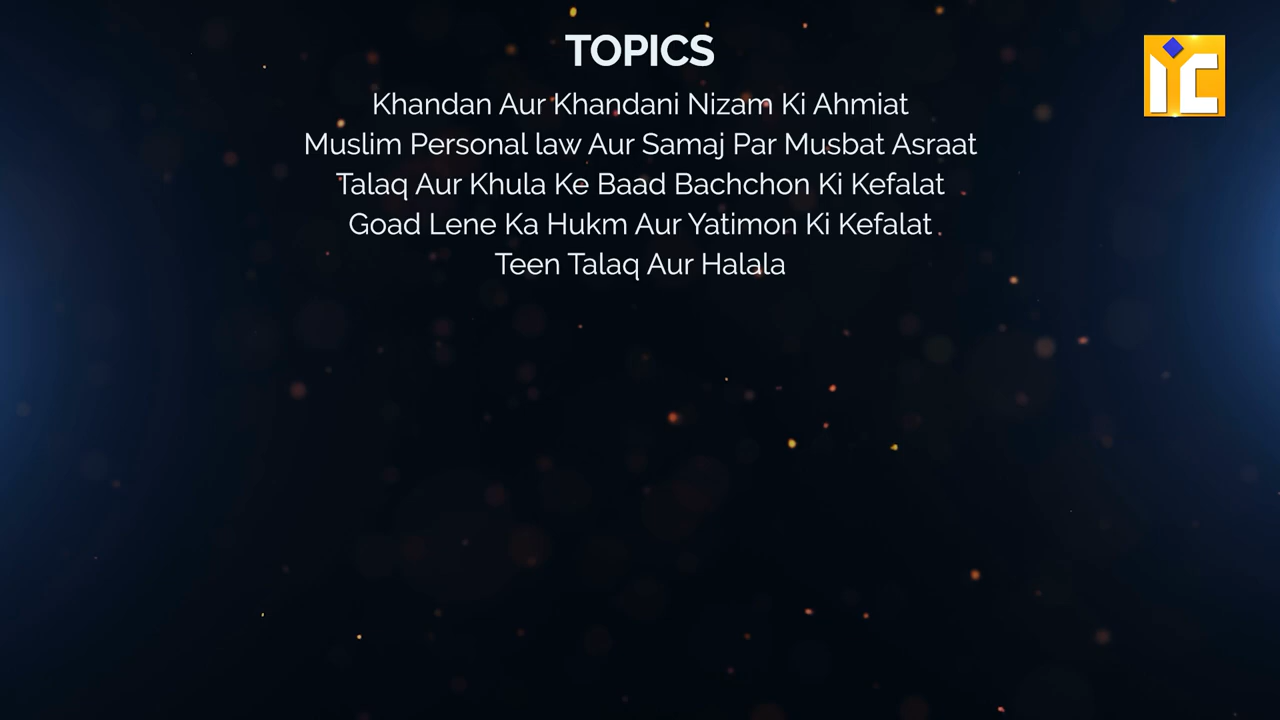 TOPICS
Khandan Aur Khandani Nizam Ki Ahmiat
Muslim Personal law Aur Samaj Par Musbat Asraat
Talaq Aur Khula Ke Baad Bachchon Ki Kefalat
Goad Lene Ka Hukm Aur Yatimon Ki Kefalat
Teen Talaq Aur Halala
IYC